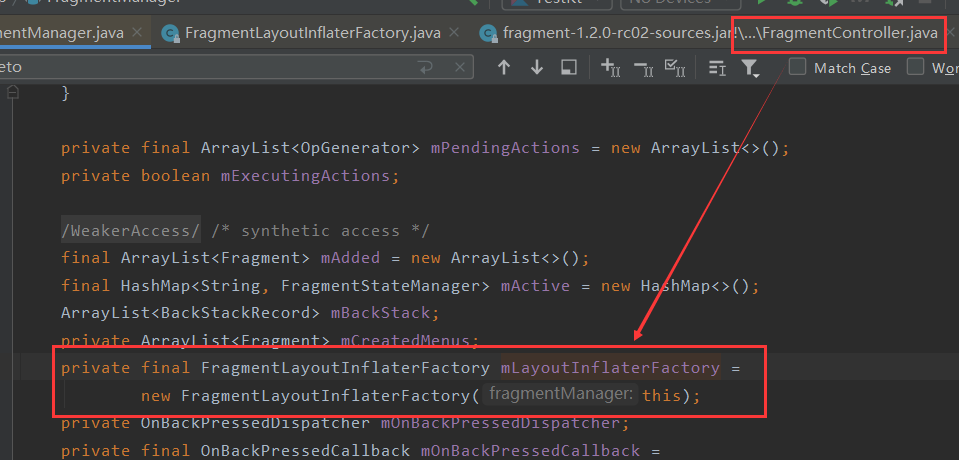 FragmentManager
TestKt
No Devices
mentManager.java
FragmentLayoutInflaterFactory.java
fragment-1.2.0-rc02-sources.jar!\...\FragmentController.java
eto
Match Case
Wor
}
private final ArrayList<OpGenerator> mPendingActions = new ArrayList<>();
private boolean mExecutingActions;
/WeakerAccess/ /* synthetic access */
final ArrayList<Fragment> mAdded = new ArrayList<>();
final HashMap<String, FragmentStateManager> mActive = new HashMap<>();
ArrayList<BackStackRecord> mBackStack;
private ArrayList<Fragment> mCreatedMenus;
private final FragmentLayoutInflaterFactory mLayoutInflaterFactory =
new FragmentLayoutInflaterFactory( fragmentManager: this);
private OnBackPressedDispatcher mOnBackPressedDispatcher;
private final OnBackPressedCallback mOnBackPressedCallback =